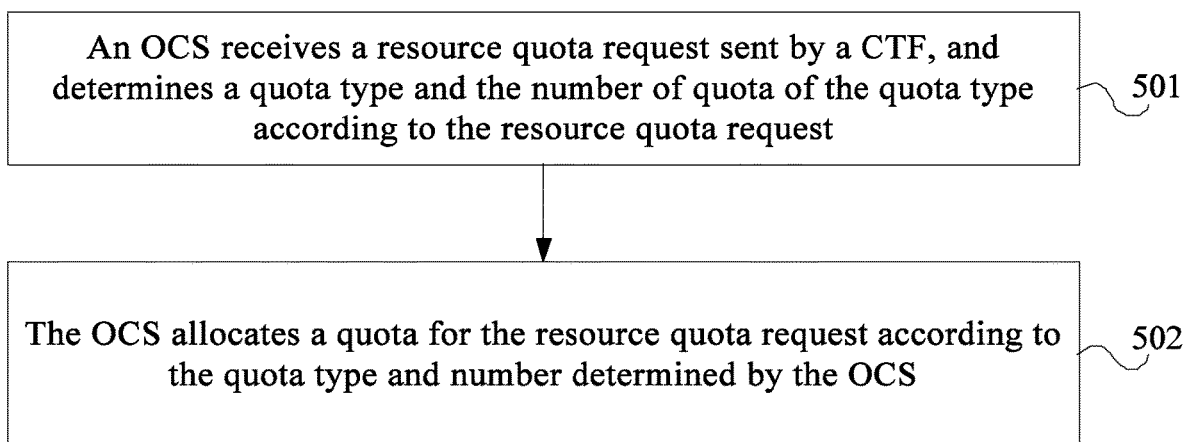 An OCS receives a resource quota request sent by a CTF, and
determines a quota type and the number of quota of the quota type
according to the resource quota request
501
The OCS allocates a quota for the resource quota request according to
the quota type and number determined by the OCS
502